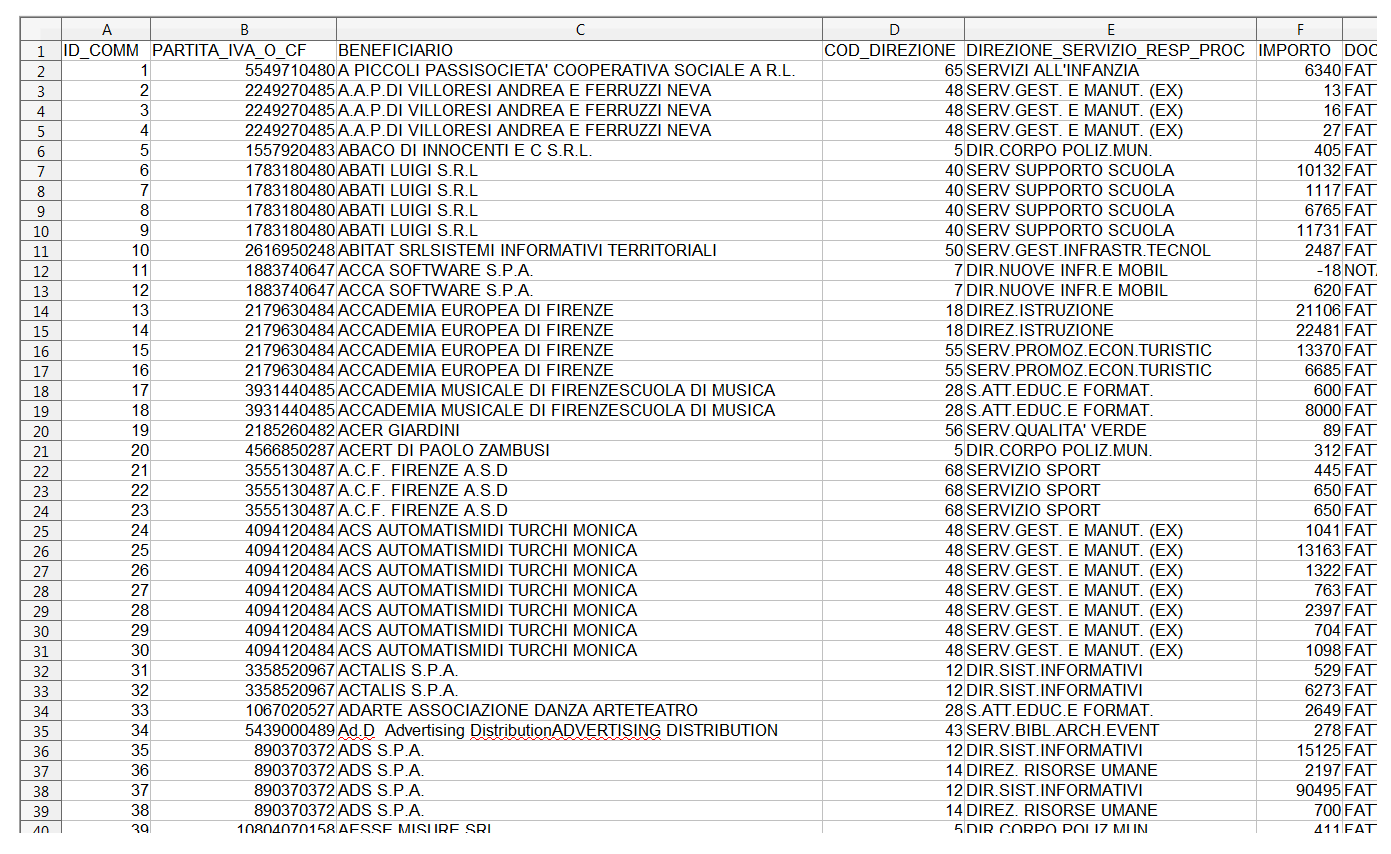 A B C D E F
1 ID_COMM PARTITA_IVA_O_CF BENEFICIARIO COD_DIREZIONE DIREZIONE_SERVIZIO_RESP_PROC IMPORTO DOC
2 1 5549710480 A PICCOLI PASSISOCIETA' COOPERATIVA SOCIALE A R.L. 65 SERVIZI ALL'INFANZIA 6340 FAT
3 2 2249270485 A.A.P.DI VILLORESI ANDREA E FERRUZZI NEVA 48 SERV.GEST. E MANUT. (EX) 13 FAT
4 3 2249270485 A.A.P.DI VILLORESI ANDREA E FERRUZZI NEVA 48 SERV.GEST. E MANUT. (EX) 16 FAT
5 4 2249270485 A.A.P.DI VILLORESI ANDREA E FERRUZZI NEVA 48 SERV.GEST. E MANUT. (EX) 27 FAT
6 5 1557920483 ABACO DI INNOCENTI E C S.R.L. 5 DIR.CORPO POLIZ.MUN. 405 FAT
7 6 1783180480 ABATI LUIGI S.R.L 40 SERV SUPPORTO SCUOLA 10132 FAT
8 7 1783180480 ABATI LUIGI S.R.L 40 SERV SUPPORTO SCUOLA 1117 FAT
9 8 1783180480 ABATI LUIGI S.R.L 40 SERV SUPPORTO SCUOLA 6765 FAT
10 9 1783180480 ABATI LUIGI S.R.L 40 SERV SUPPORTO SCUOLA 11731 FAT
11 10 2616950248 ABITAT SRLSISTEMI INFORMATIVI TERRITORIALI 50 SERV.GEST.INFRASTR.TECNOL 2487 FAT
12 11 1883740647 ACCA SOFTWARE S.P.A. 7 DIR.NUOVE INFR.E MOBIL -18 NOTA
13 12 1883740647 ACCA SOFTWARE S.P.A. 7 DIR.NUOVE INFR.E MOBIL 620 FAT
14 13 2179630484 ACCADEMIA EUROPEA DI FIRENZE 18 DIREZ.ISTRUZIONE 21106 FAT
15 14 2179630484 ACCADEMIA EUROPEA DI FIRENZE 18 DIREZ.ISTRUZIONE 22481 FAT
16 15 2179630484 ACCADEMIA EUROPEA DI FIRENZE 55 SERV.PROMOZ.ECON.TURISTIC 13370 FAT
17 16 2179630484 ACCADEMIA EUROPEA DI FIRENZE 55 SERV.PROMOZ.ECON.TURISTIC 6685 FAT
18 17 3931440485 ACCADEMIA MUSICALE DI FIRENZESCUOLA DI MUSICA 28 S.ATT.EDUC.E FORMAT. 600 FAT
19 18 3931440485 ACCADEMIA MUSICALE DI FIRENZESCUOLA DI MUSICA 28 S.ATT.EDUC.E FORMAT. 8000 FAT
20 19 2185260482 ACER GIARDINI 56 SERV.QUALITA' VERDE 89 FAT
21 20 4566850287 ACERT DI PAOLO ZAMBUSI 5 DIR.CORPO POLIZ.MUN. 312 FAT
22 21 3555130487 A.C.F. FIRENZE A.S.D 68 SERVIZIO SPORT 445 FAT
23 22 3555130487 A.C.F. FIRENZE A.S.D 68 SERVIZIO SPORT 650 FAT
24 23 3555130487 A.C.F. FIRENZE A.S.D 68 SERVIZIO SPORT 650 FAT
25 24 4094120484 ACS AUTOMATISMIDI TURCHI MONICA 48 SERV.GEST. E MANUT. (EX) 1041 FAT
26 25 4094120484 ACS AUTOMATISMIDI TURCHI MONICA 48 SERV.GEST. E MANUT. (EX) 13163 FAT
27 26 4094120484 ACS AUTOMATISMIDI TURCHI MONICA 48 SERV.GEST. E MANUT. (EX) 1322 FAT
28 27 4094120484 ACS AUTOMATISMIDI TURCHI MONICA 48 SERV.GEST. E MANUT. (EX) 763 FAT
29 28 4094120484 ACS AUTOMATISMIDI TURCHI MONICA 48 SERV.GEST. E MANUT. (EX) 2397 FAT
30 29 4094120484 ACS AUTOMATISMIDI TURCHI MONICA 48 SERV.GEST. E MANUT. (EX) 704 FAT
31 30 4094120484 ACS AUTOMATISMIDI TURCHI MONICA 48 SERV.GEST. E MANUT. (EX) 1098 FAT
32 31 3358520967 ACTALIS S.P.A. 12 DIR.SIST.INFORMATIVI 529 FAT
33 32 3358520967 ACTALIS S.P.A. 12 DIR.SIST.INFORMATIVI 6273 FAT
34 33 1067020527 ADARTE ASSOCIAZIONE DANZA ARTETEATRO 28 S.ATT.EDUC.E FORMAT. 2649 FAT
35 34 5439000489 Ad.D Advertising DistributionADVERTISING DISTRIBUTION 43 SERV.BIBL.ARCH.EVENT 278 FAT
36 35 890370372 ADS S.P.A. 12 DIR.SIST.INFORMATIVI 15125 FAT
37 36 890370372 ADS S.P.A. 14 DIREZ. RISORSE UMANE 2197 FAT
38 37 890370372 ADS S.P.A. 12 DIR.SIST.INFORMATIVI 90495 FAT
39 38 890370372 ADS S.P.A. 14 DIREZ. RISORSE UMANE 700 FAT
40 39 10804070158 AESSE MISURE SRL 5 DIR.CORPO POLIZ.MUN. 411 FAT